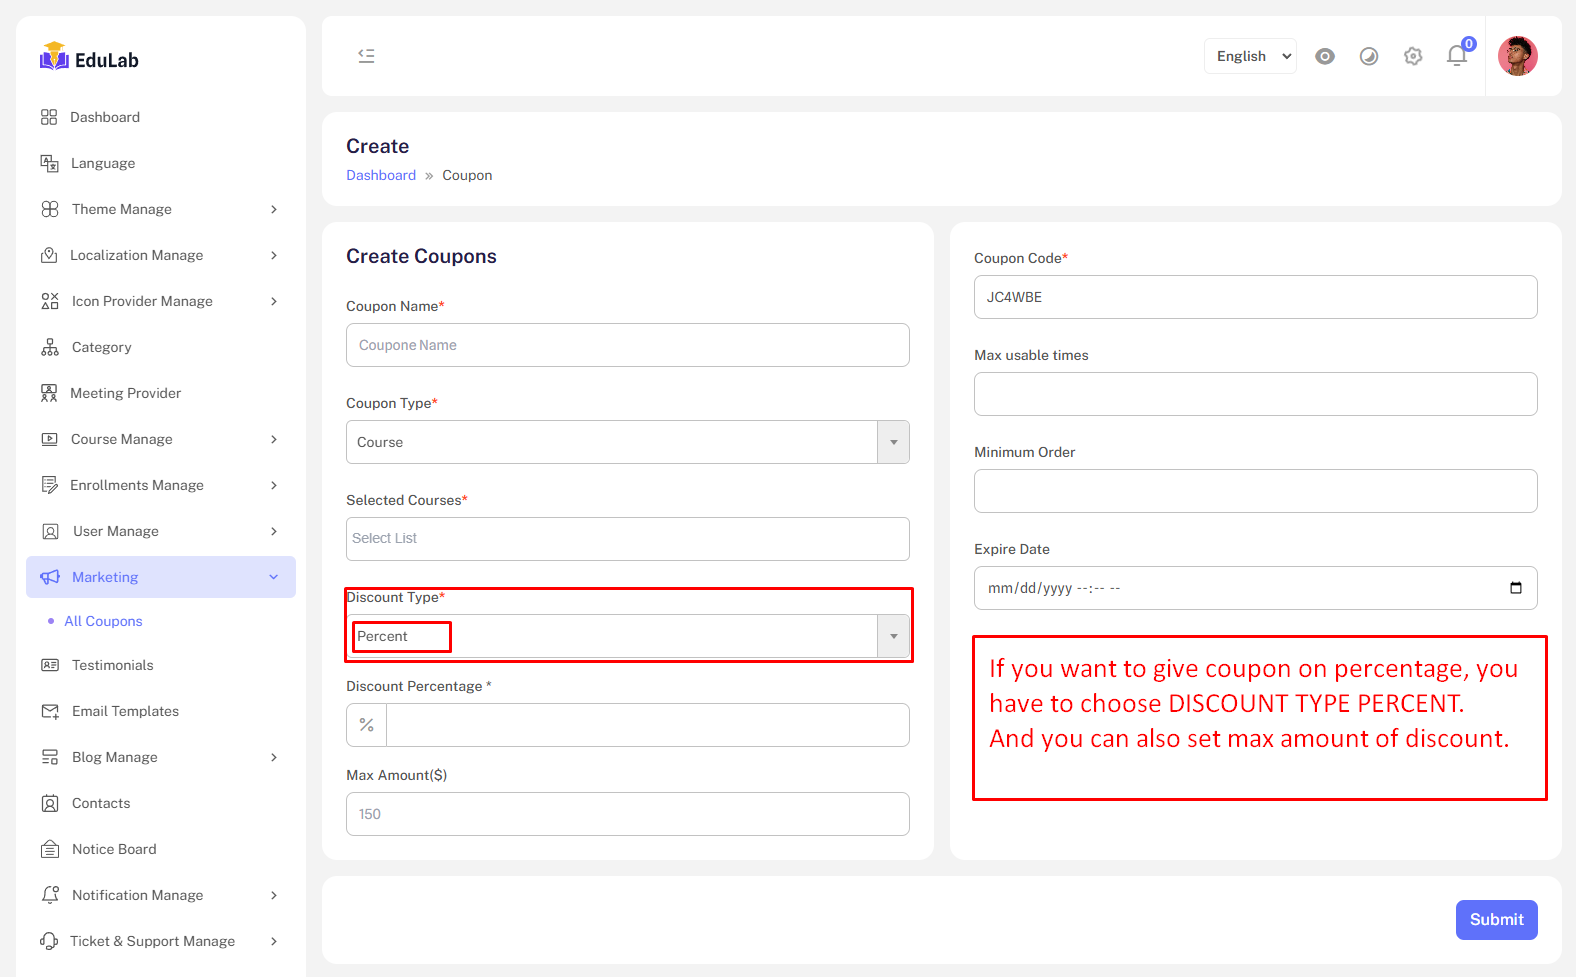 EduLab
Dashboard
Language
Theme Manage
Localization Manage
Icon Provider Manage
Category
Meeting Provider
Course Manage
Enrollments Manage
User Manage
Marketing
All Coupons
Testimonials
Email Templates
Blog Manage
Contacts
Notice Board
Notification Manage
Ticket & Support Manage
English
0
Create
Dashboard » Coupon
Create Coupons
Coupon Name*
Coupone Name
Coupon Type*
Course
Selected Courses*
Select List
Discount Type*
Percent
Discount Percentage *
%
Max Amount($)
150
Coupon Code*
JC4WBE
Max usable times
Minimum Order
Expire Date
mm/dd/yyyy --:-- --
If you want to give coupon on percentage, you
have to choose DISCOUNT TYPE PERCENT.
And you can also set max amount of discount.
Submit